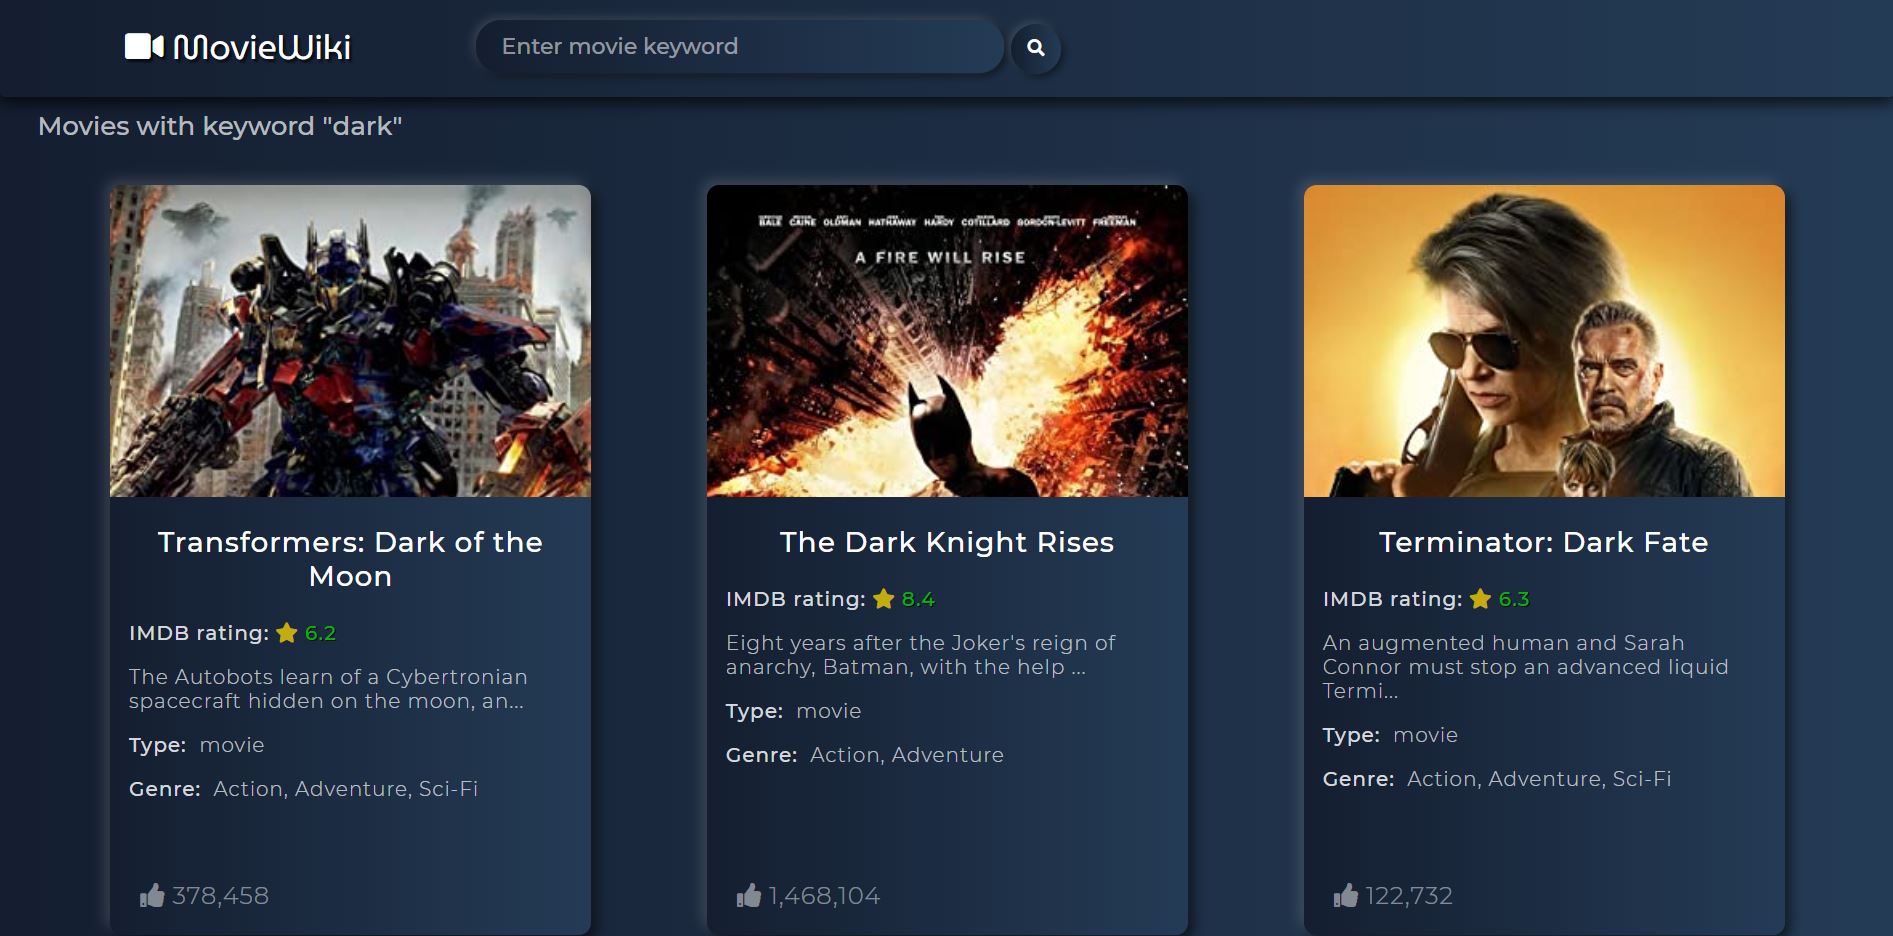 MovieWiki
Enter movie keyword
Movies with keyword "dark"
Transformers: Dark of the
Moon
IMDB rating: 6.2
The Autobots learn of a Cybertronian
spacecraft hidden on the moon, an...
Type: movie
Genre: Action, Adventure, Sci-Fi
378,458
BALE CAINE OLDMAN HATHAWAY HARDY COTILLARD GORDON-LEVITT FREEMAN
A FIRE WILL RISE
The Dark Knight Rises
IMDB rating: 8.4
Eight years after the Joker's reign of
anarchy, Batman, with the help ...
Type: movie
Genre: Action, Adventure
1,468,104
Terminator: Dark Fate
IMDB rating: 6.3
An augmented human and Sarah
Connor must stop an advanced liquid
Termi...
Type: movie
Genre: Action, Adventure, Sci-Fi
122,732